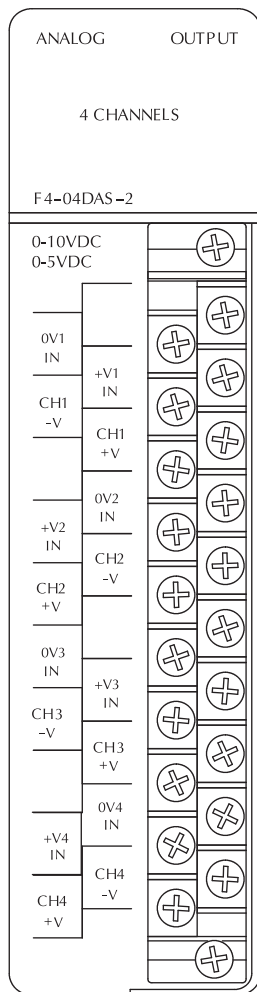 ANALOG OUTPUT
4 CHANNELS
F4-04DAS-2
0-10VDC
0-5VDC
0V1
IN
+V1
IN
CH1
-V
CH1
+V
0V2
IN
+V2
IN
CH2
-V
CH2
+V
0V3
IN
+V3
IN
CH3
-V
CH3
+V
0V4
IN
+V4
IN
CH4
-V
CH4
+V